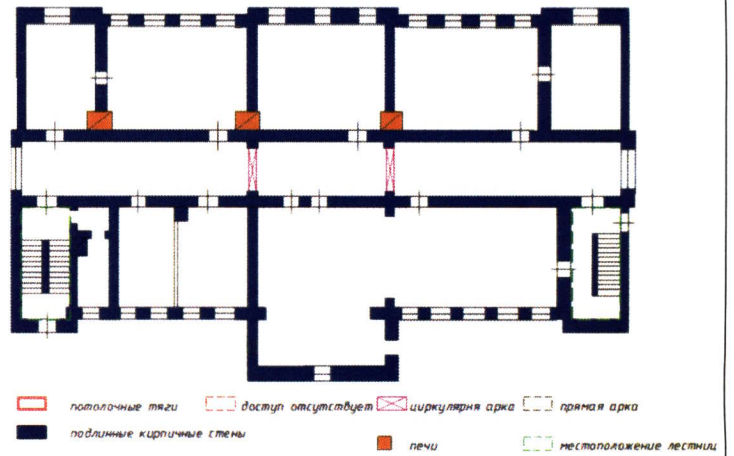 потолочные тяги доступ отсутствует циркулярня арка прямая арка
подлинные кирпичные стены
печи местоположение лестниц